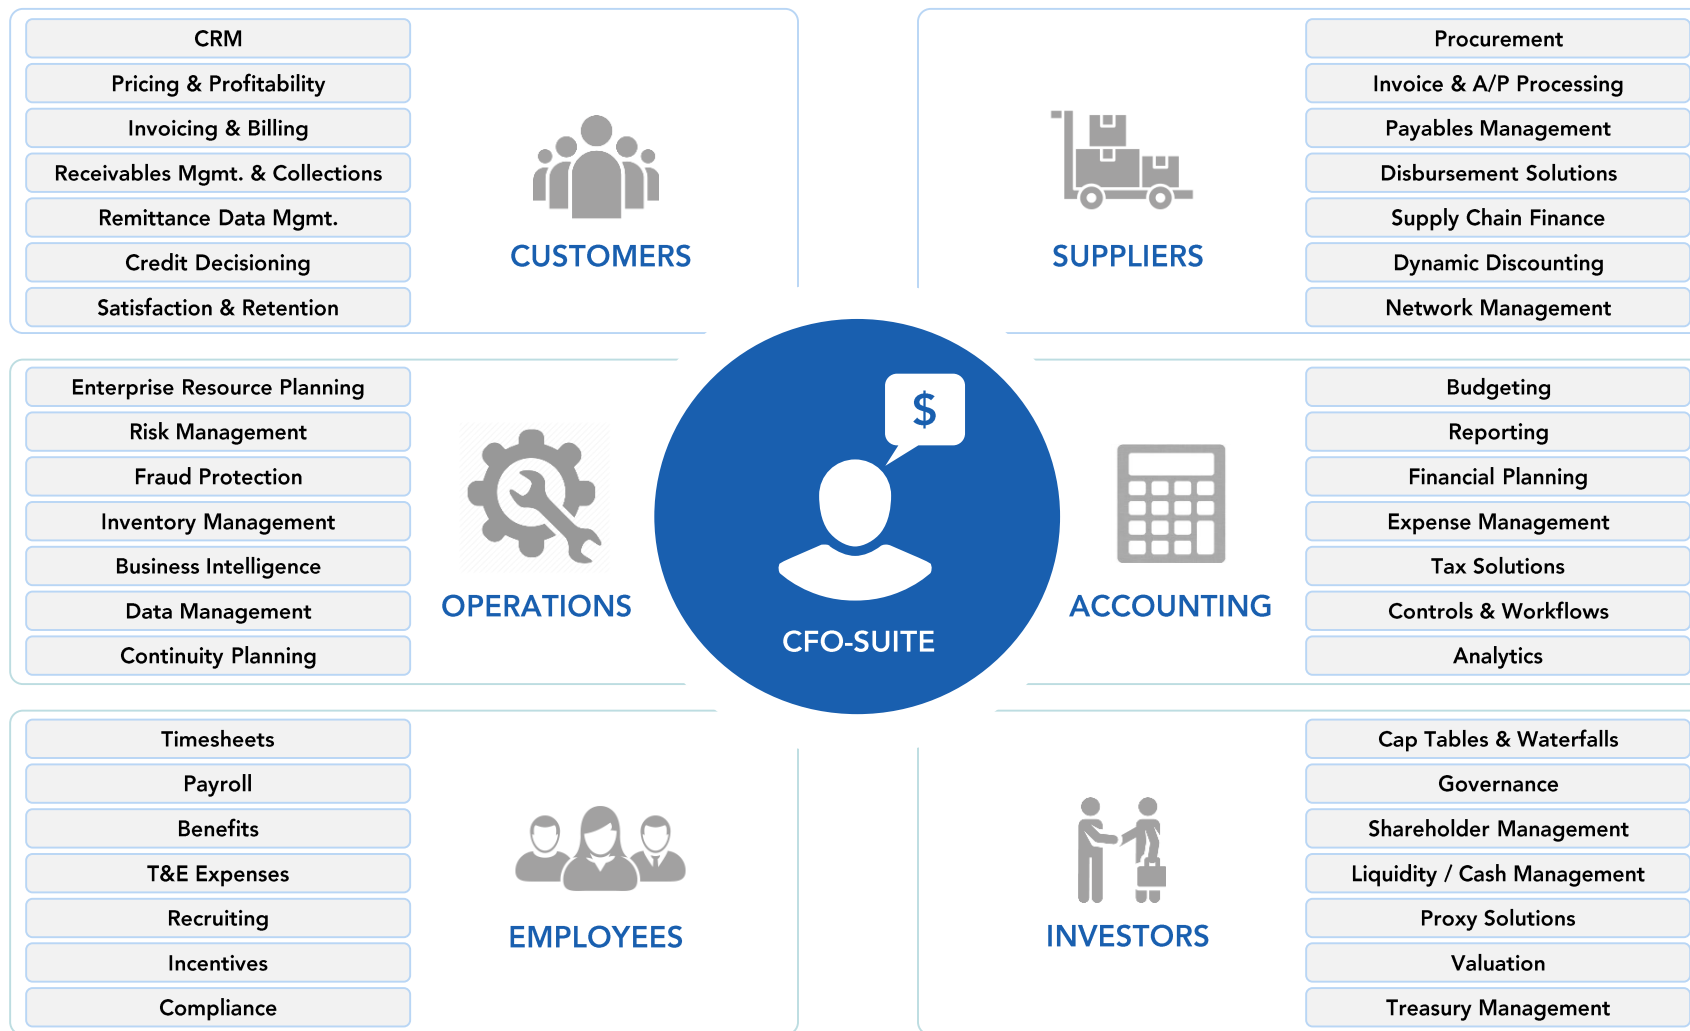 CRM
Pricing & Profitability
Invoicing & Billing
Receivables Mgmt. & Collections
Remittance Data Mgmt.
Credit Decisioning
Satisfaction & Retention
CUSTOMERS
Procurement
Invoice & A/P Processing
Payables Management
Disbursement Solutions
Supply Chain Finance
Dynamic Discounting
Network Management
SUPPLIERS
Enterprise Resource Planning
Risk Management
Fraud Protection
Inventory Management
Business Intelligence
Data Management
Continuity Planning
OPERATIONS
$
CFO-SUITE
Budgeting
Reporting
Financial Planning
Expense Management
Tax Solutions
Controls & Workflows
Analytics
ACCOUNTING
Timesheets
Payroll
Benefits
T&E Expenses
Recruiting
Incentives
Compliance
EMPLOYEES
Cap Tables & Waterfalls
Governance
Shareholder Management
Liquidity / Cash Management
Proxy Solutions
Valuation
Treasury Management
INVESTORS